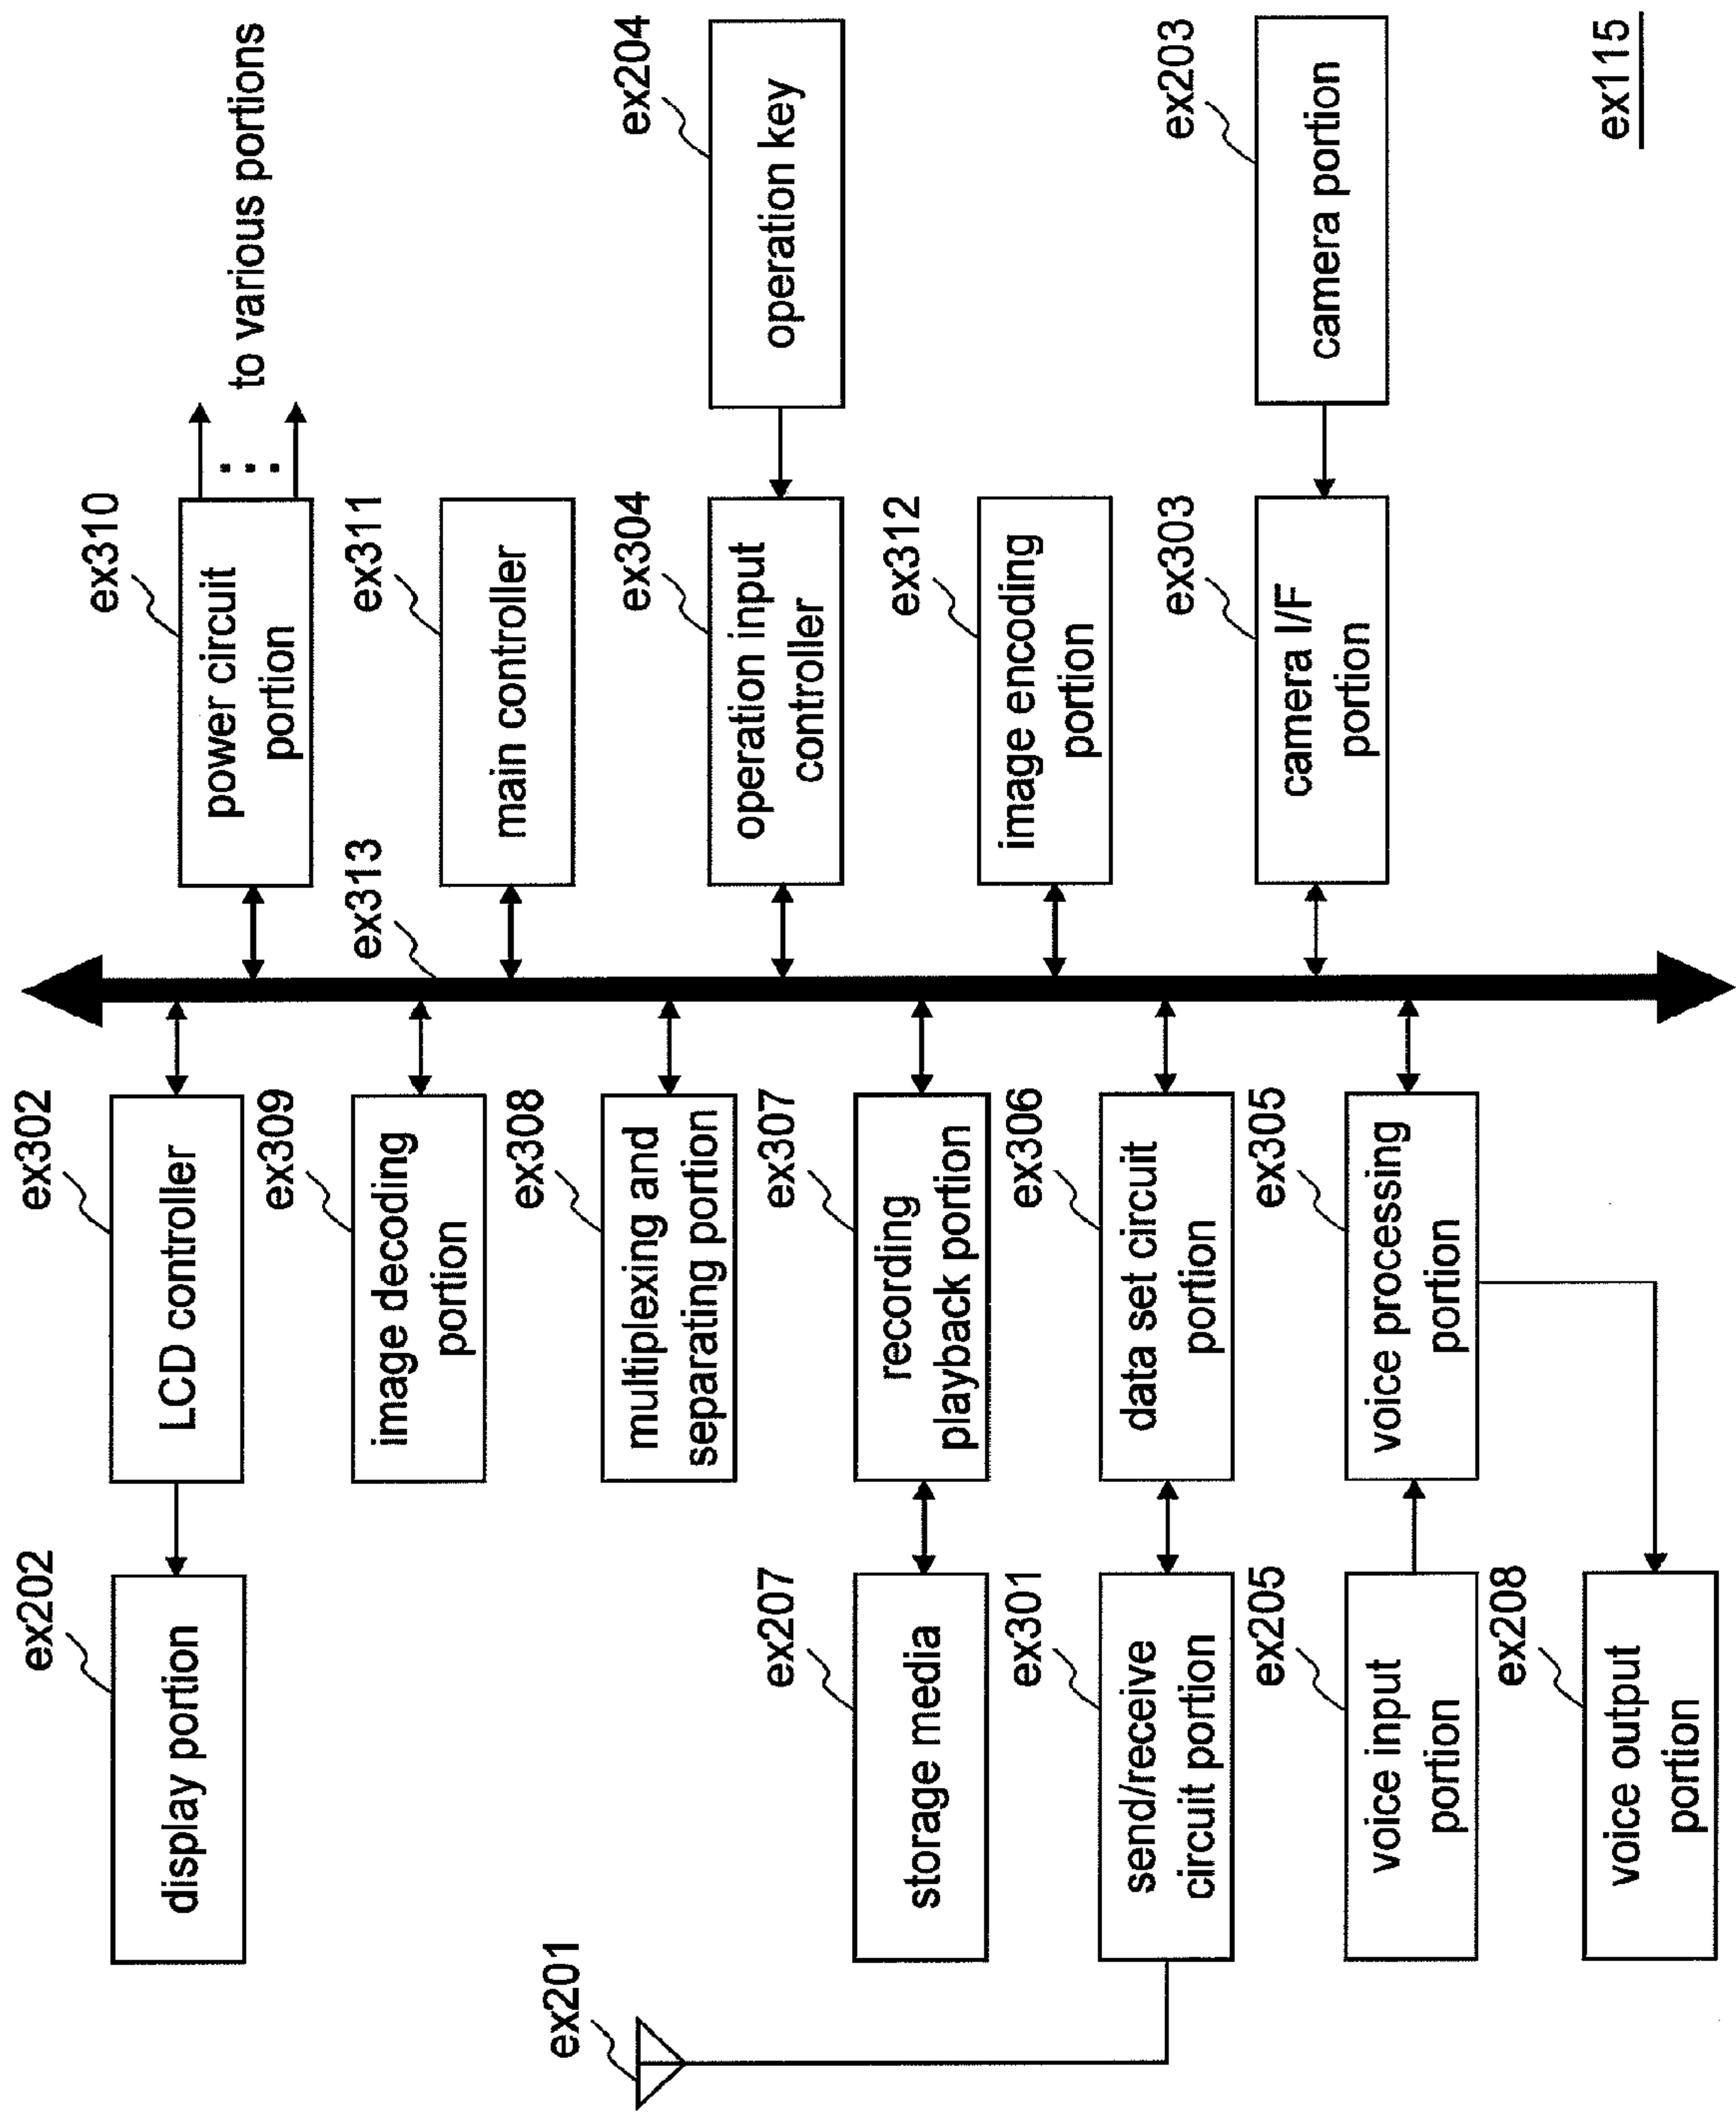 ex202
display portion
ex302
LCD controller
ex309
image decoding
portion
ex308
multiplexing and
separating portion
ex201
ex207
storage media
ex307
recording
playback portion
ex301
send/receive
circuit portion
ex306
data set circuit
portion
ex205
voice input
portion
ex305
voice processing
portion
ex208
voice output
portion
ex313
ex310
power circuit
portion
to various portions
ex311
main controller
ex304
operation input
controller
ex204
operation key
ex312
image encoding
portion
ex303
camera I/F
portion
ex203
camera portion
ex115